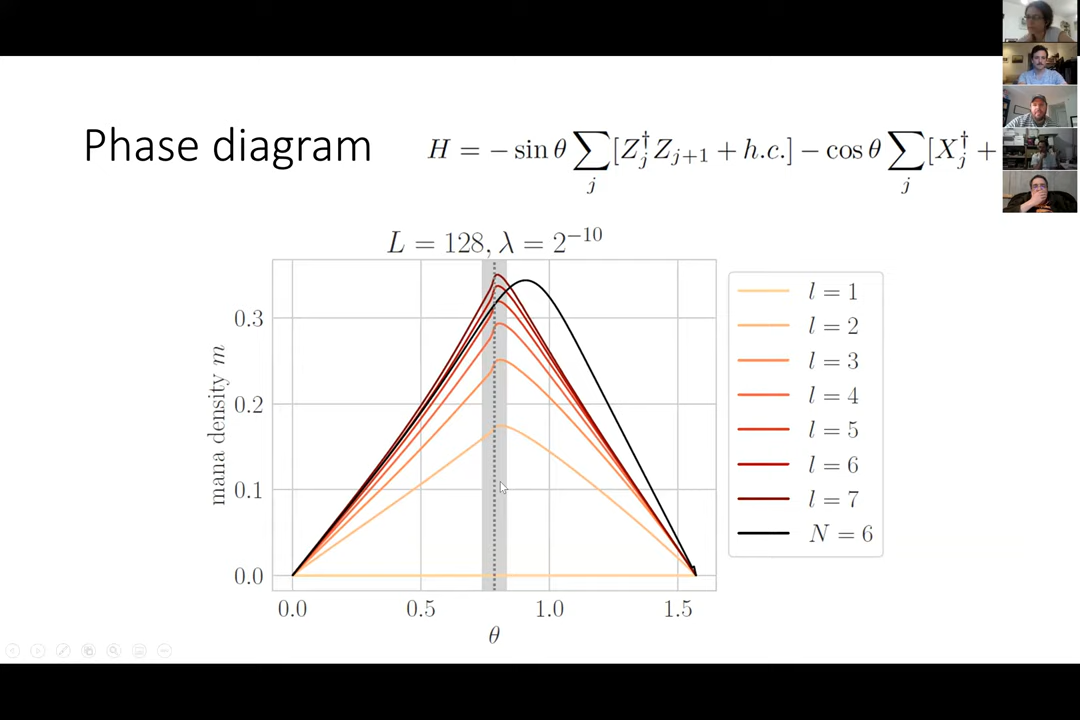 Phase diagram
H = − sin θ ∑_j [Z_j^† Z_{j+1} + h.c.] − cos θ ∑_j [X_j^† +
L = 128, λ = 2^{−10}
mana density m
0.3
0.2
0.1
0.0
0.0 0.5 1.0 1.5
θ
l = 1
l = 2
l = 3
l = 4
l = 5
l = 6
l = 7
N = 6